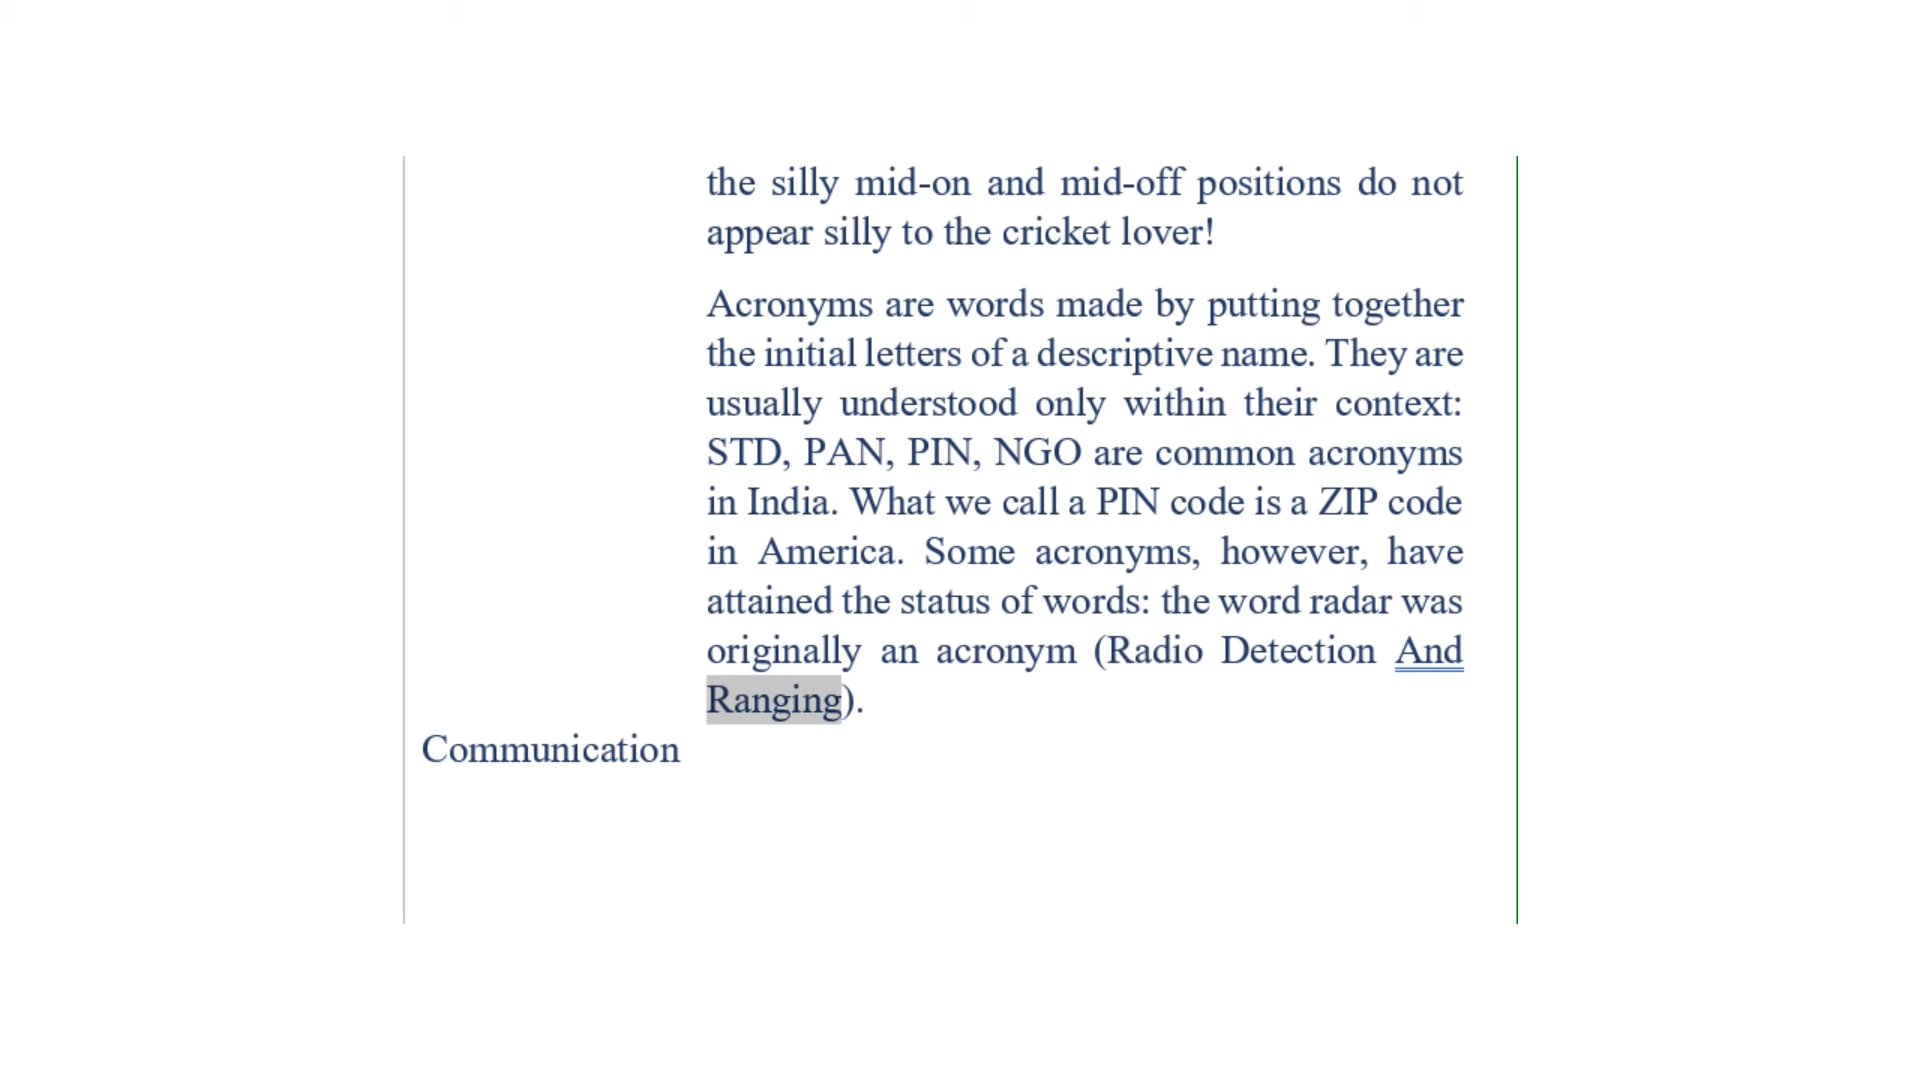 the silly mid-on and mid-off positions do not
appear silly to the cricket lover!
Acronyms are words made by putting together
the initial letters of a descriptive name. They are
usually understood only within their context:
STD, PAN, PIN, NGO are common acronyms
in India. What we call a PIN code is a ZIP code
in America. Some acronyms, however, have
attained the status of words: the word radar was
originally an acronym (Radio Detection And
Ranging).
Communication